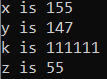 x is 155
y is 147
k is 111111
z is 55